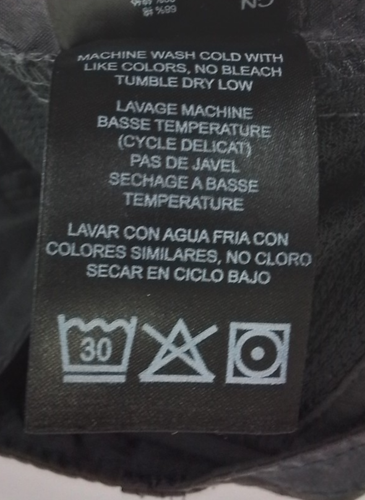 MACHINE WASH COLD WITH
LIKE COLORS, NO BLEACH
TUMBLE DRY LOW
LAVAGE MACHINE
BASSE TEMPERATURE
(CYCLE DELICAT)
PAS DE JAVEL
SECHAGE A BASSE
TEMPERATURE
LAVAR CON AGUA FRIA CON
COLORES SIMILARES, NO CLORO
SECAR EN CICLO BAJO
30